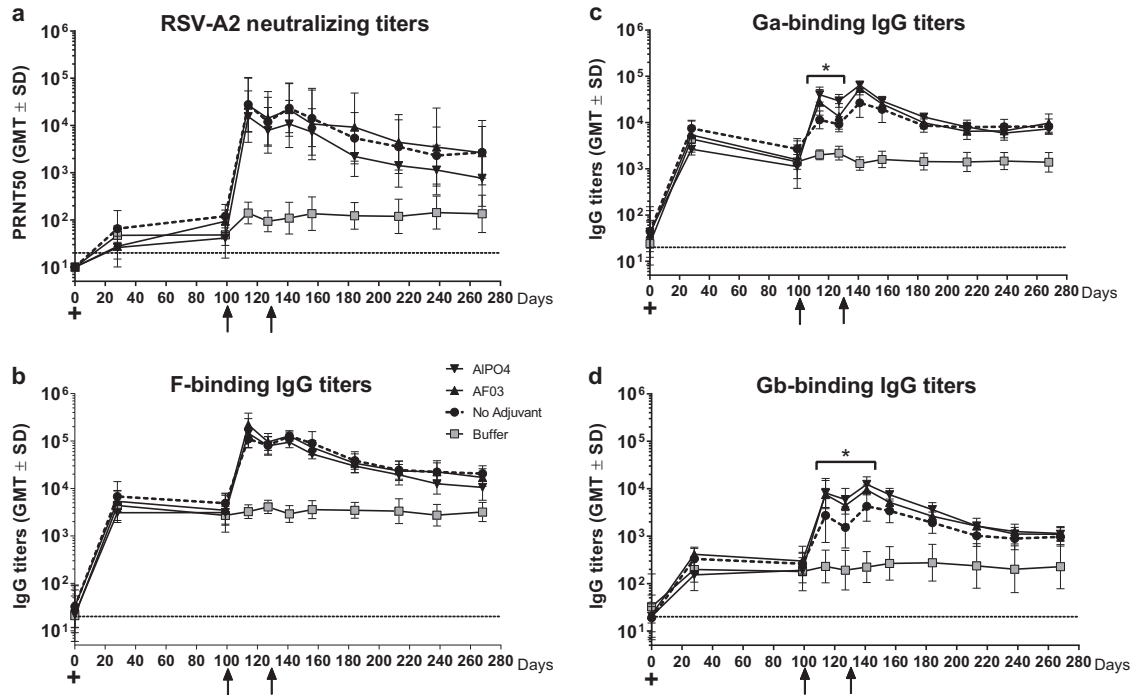 a
RSV-A2 neutralizing titers
PRNT50 (GMT ± SD)
10^6
10^5
10^4
10^3
10^2
10^1
0 20 40 60 80 100 120 140 160 180 200 220 240 260 280 Days
+
c
Ga-binding IgG titers
IgG titers (GMT ± SD)
10^6
10^5
10^4
10^3
10^2
10^1
*
0 20 40 60 80 100 120 140 160 180 200 220 240 260 280 Days
+
b
F-binding IgG titers
IgG titers (GMT ± SD)
10^6
10^5
10^4
10^3
10^2
10^1
AlPO4
AF03
No Adjuvant
Buffer
0 20 40 60 80 100 120 140 160 180 200 220 240 260 280 Days
+
d
Gb-binding IgG titers
IgG titers (GMT ± SD)
10^6
10^5
10^4
10^3
10^2
10^1
*
0 20 40 60 80 100 120 140 160 180 200 220 240 260 280 Days
+